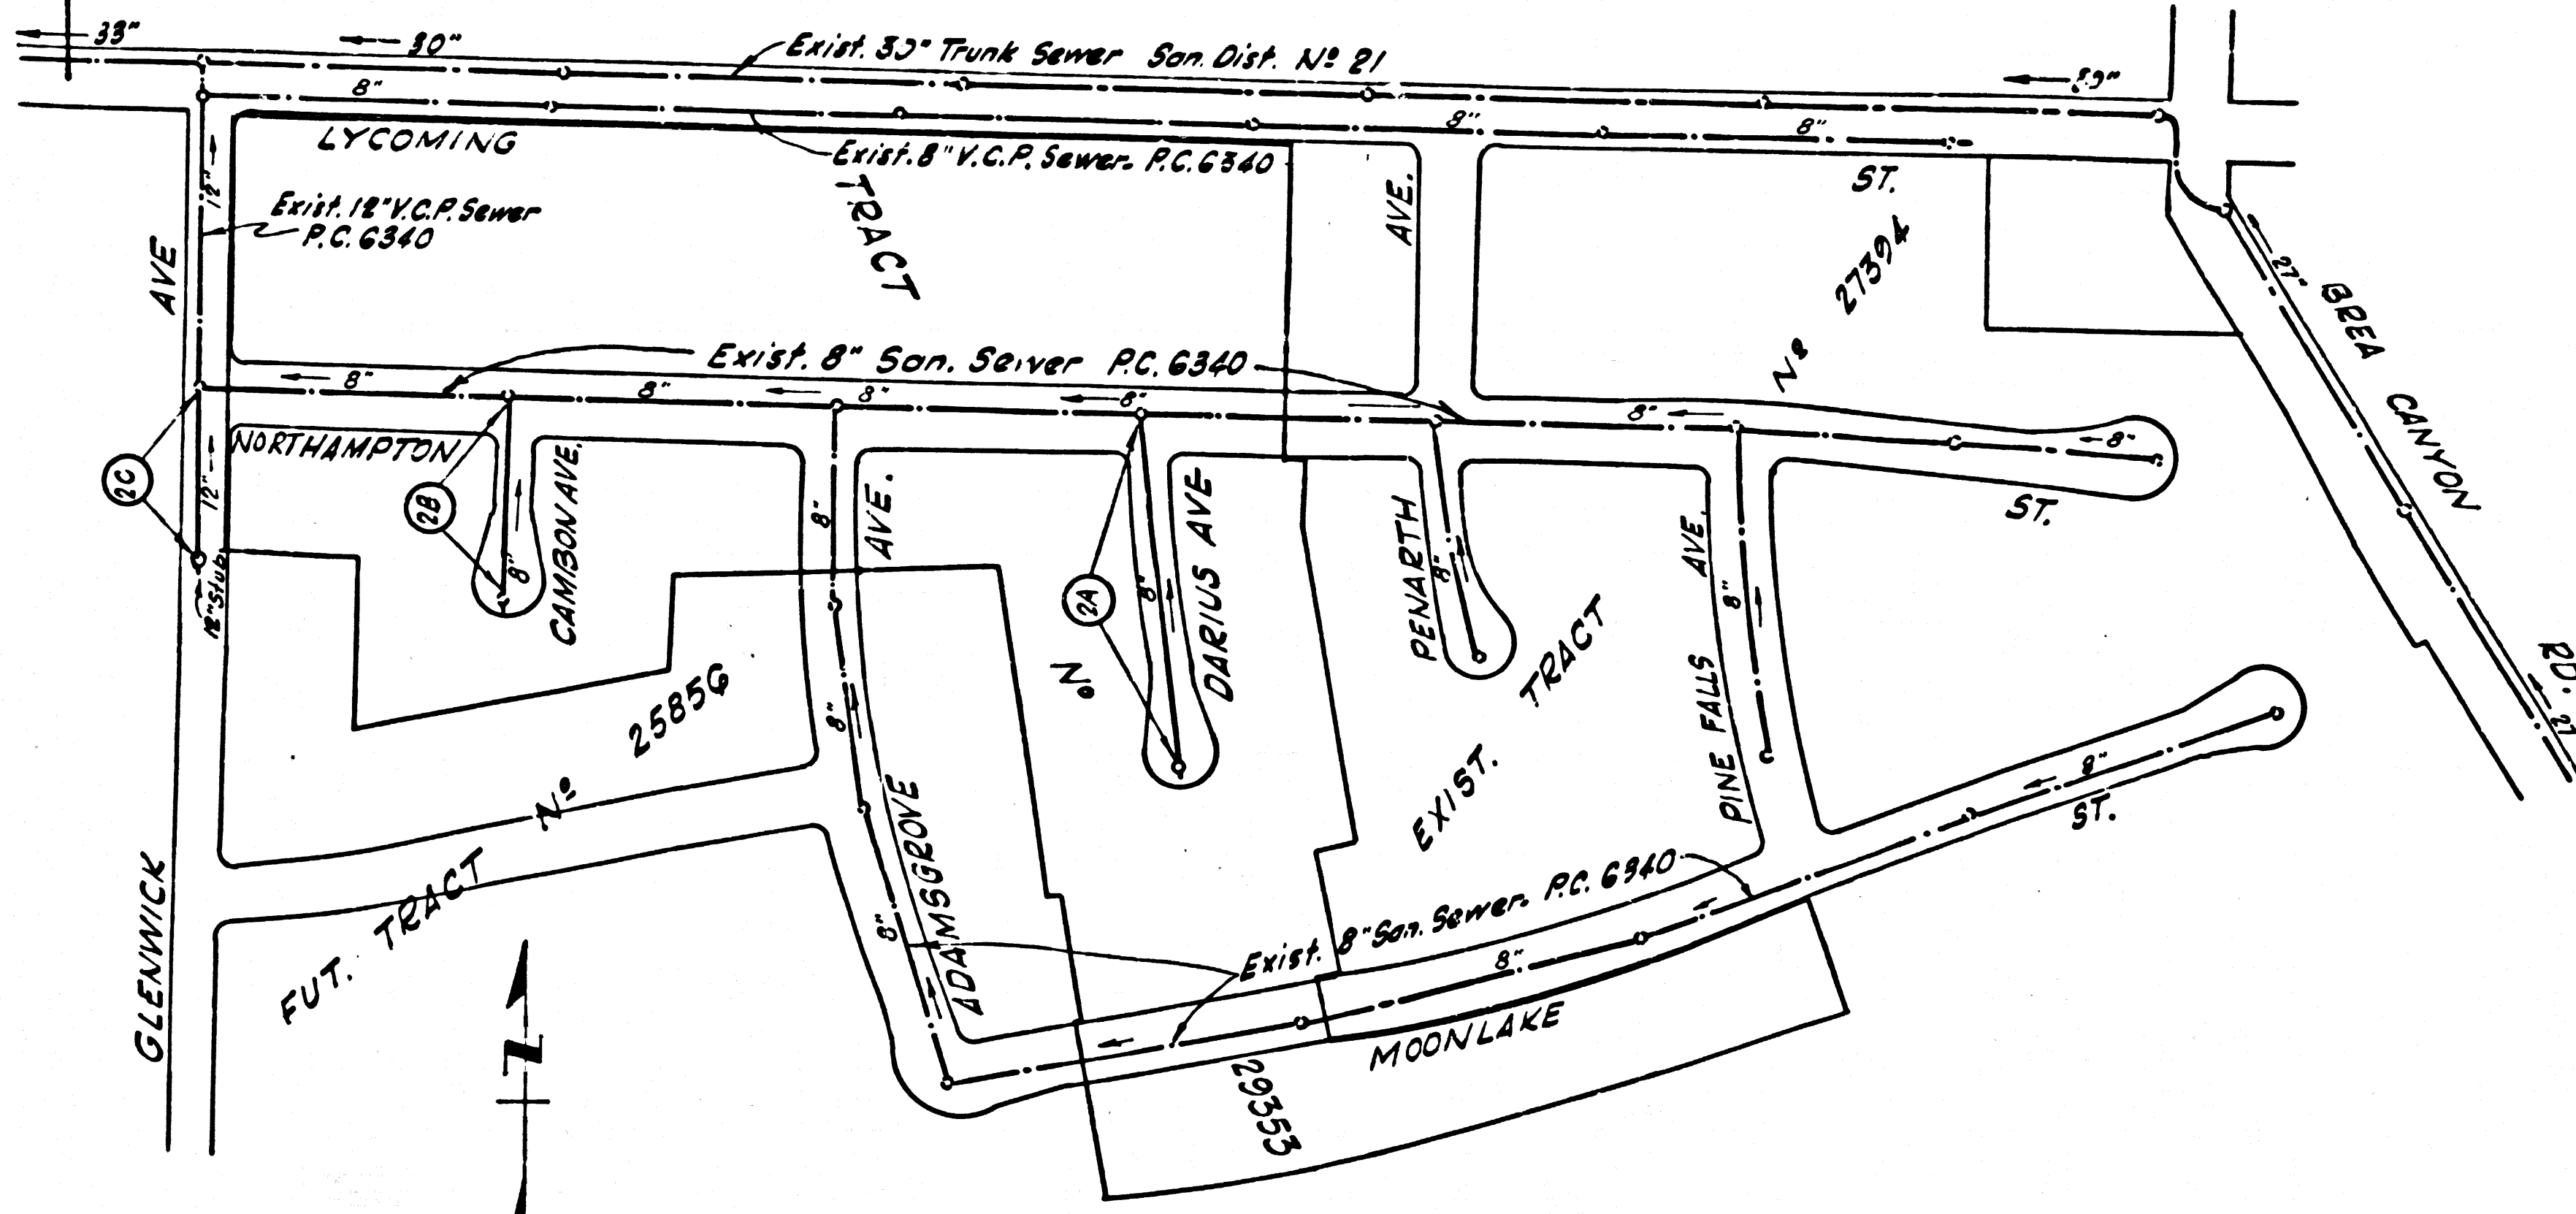 33"
30"
Exist. 30" Trunk Sewer San. Dist. Nº 21
8"
LYCOMING
Exist. 8" V.C.P. Sewer- P.C. 6340
8"
8"
ST.
12"
Exist. 12" V.C.P. Sewer
P.C. 6340
AVE
TRACT
AVE.
Nº 27394
27"
BREA CANYON RD.
27
Exist. 8" San. Sewer P.C. 6340
8"
8"
8"
8"
8"
8"
NORTHAMPTON
ST.
2C
12"
12" Stub
2B
8"
CAMBON AVE.
8"
AVE.
2A
8"
DARIUS AVE
PENARTH
8"
AVE.
8"
PINE FALLS
Nº
EXIST. TRACT
8"
ADAMSGROVE
8"
FUT. TRACT Nº 25856
GLENWICK
N
Exist. 8" San. Sewer- P.C. 6340
8"
8"
ST.
MOONLAKE
29353